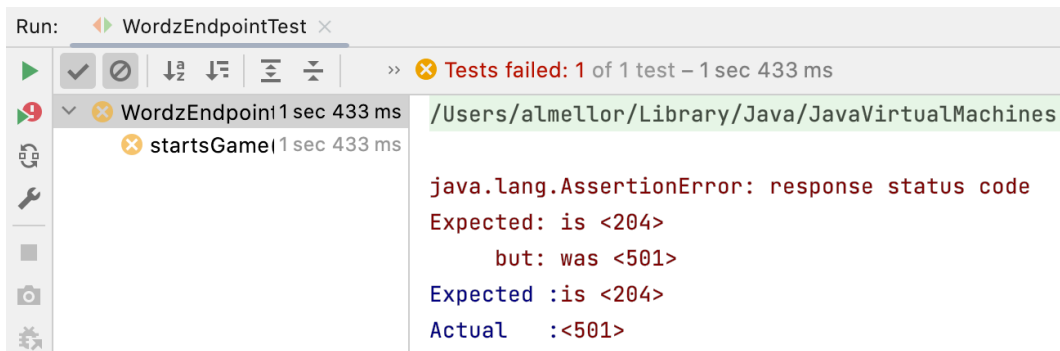 Run: WordzEndpointTest
Tests failed: 1 of 1 test – 1 sec 433 ms
WordzEndpoint 1 sec 433 ms
startsGame( 1 sec 433 ms
/Users/almellor/Library/Java/JavaVirtualMachines
java.lang.AssertionError: response status code
Expected: is <204>
but: was <501>
Expected :is <204>
Actual :<501>